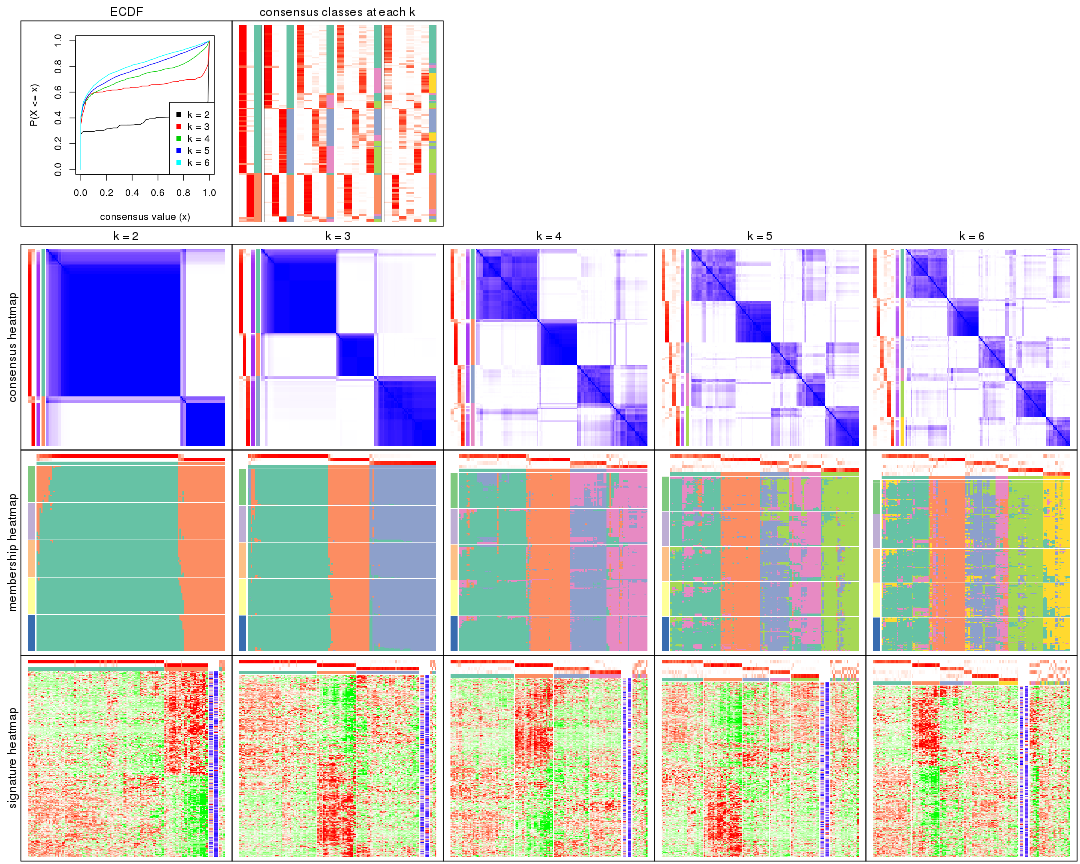 ECDF
consensus classes at each k
P(X <= x)
0.0 0.2 0.4 0.6 0.8 1.0
k = 2
k = 3
k = 4
k = 5
k = 6
0.0 0.2 0.4 0.6 0.8 1.0
consensus value (x)
k = 2 k = 3 k = 4 k = 5 k = 6
consensus heatmap
membership heatmap
signature heatmap